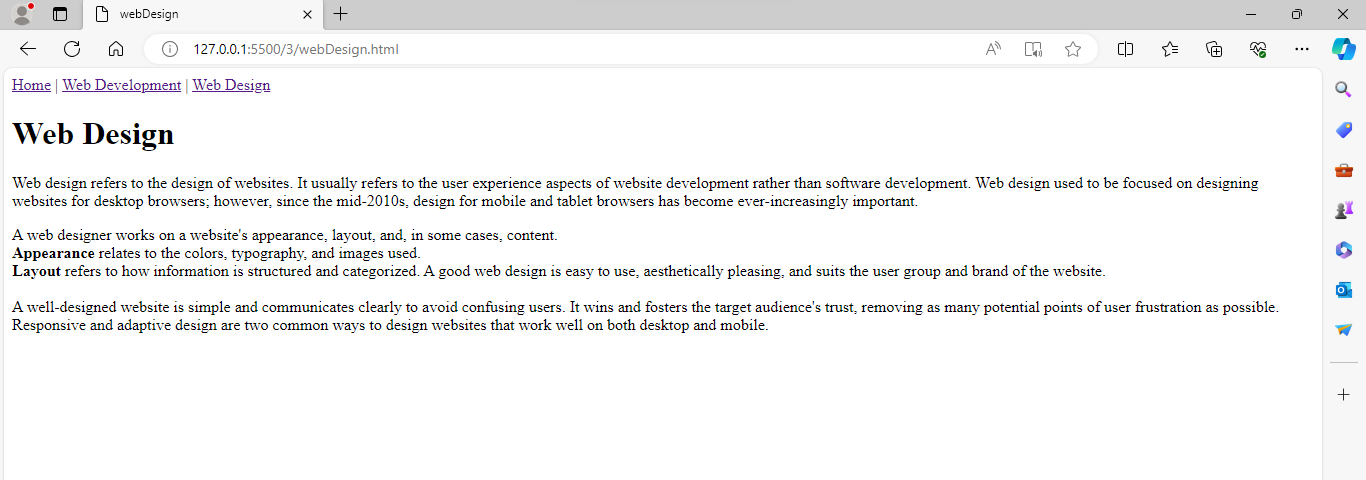 webDesign
127.0.0.1:5500/3/webDesign.html
Home | Web Development | Web Design
Web Design
Web design refers to the design of websites. It usually refers to the user experience aspects of website development rather than software development. Web design used to be focused on designing
websites for desktop browsers; however, since the mid-2010s, design for mobile and tablet browsers has become ever-increasingly important.
A web designer works on a website's appearance, layout, and, in some cases, content.
Appearance relates to the colors, typography, and images used.
Layout refers to how information is structured and categorized. A good web design is easy to use, aesthetically pleasing, and suits the user group and brand of the website.
A well-designed website is simple and communicates clearly to avoid confusing users. It wins and fosters the target audience's trust, removing as many potential points of user frustration as possible.
Responsive and adaptive design are two common ways to design websites that work well on both desktop and mobile.